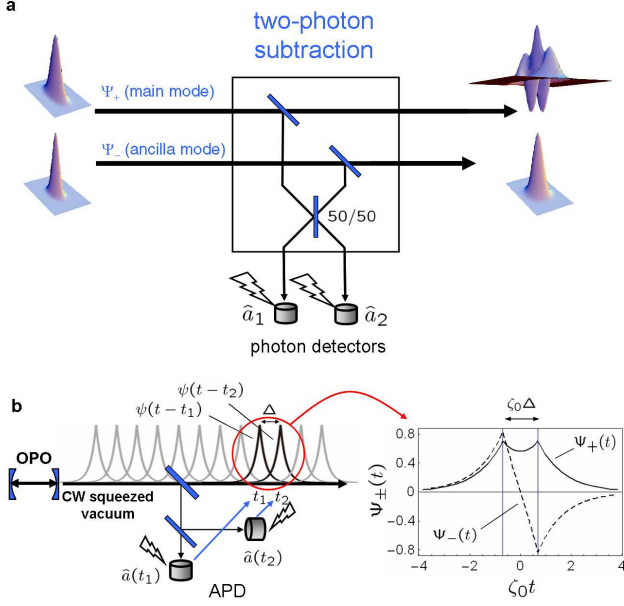 a
two-photon
subtraction
Ψ₊ (main mode)
Ψ₋ (ancilla mode)
50/50
â₁
â₂
photon detectors
b
ψ(t − t₂)
ψ(t − t₁)
Δ
OPO
CW squeezed
vacuum
t₁
t₂
â(t₁)
â(t₂)
APD
ζ₀Δ
Ψ±(t)
0.8
0.4
0
-0.4
-0.8
Ψ₊(t)
Ψ₋(t)
−4
−2
0
2
4
ζ₀t